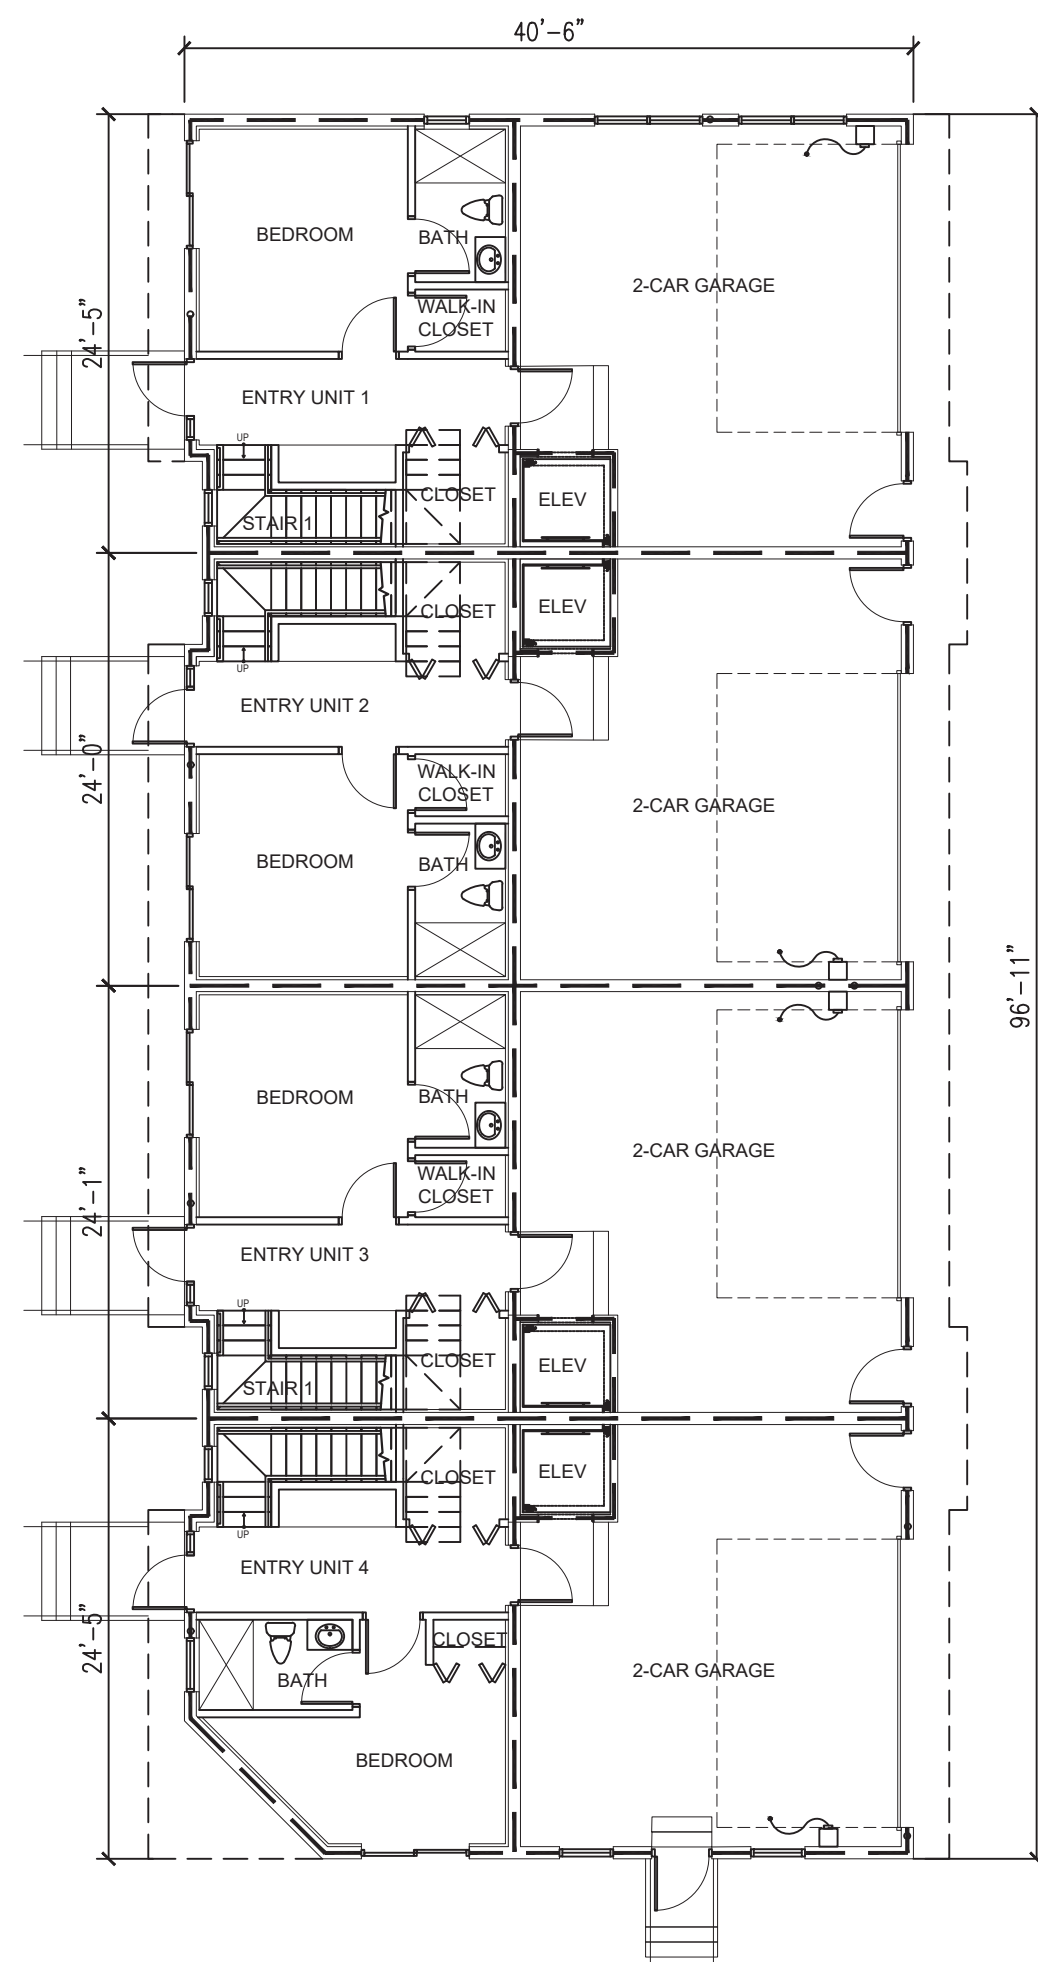 40'-6"
BEDROOM
BATH
2-CAR GARAGE
WALK-IN
CLOSET
24'-5"
ENTRY UNIT 1
UP
CLOSET
ELEV
STAIR 1
CLOSET
ELEV
UP
ENTRY UNIT 2
24'-0"
WALK-IN
CLOSET
2-CAR GARAGE
BEDROOM
BATH
96'-11"
BEDROOM
BATH
2-CAR GARAGE
WALK-IN
CLOSET
24'-1"
ENTRY UNIT 3
UP
CLOSET
ELEV
STAIR 1
CLOSET
ELEV
UP
ENTRY UNIT 4
24'-5"
CLOSET
BATH
2-CAR GARAGE
BEDROOM